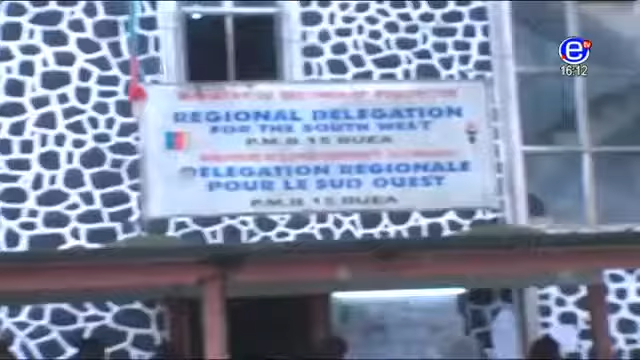 e
16:12
REGIONAL DELEGATION
FOR THE SOUTH WEST
P.M.B 15 BUEA
DELEGATION REGIONALE
POUR LE SUD OUEST
P.M.B 15 BUEA